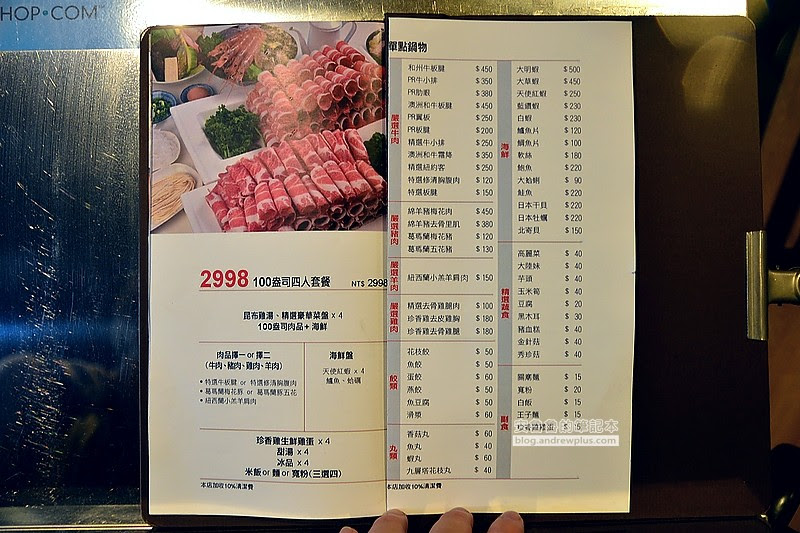 HOP·COM
2998 100盎司四人套餐 NT$ 2998
昆布雞湯、精選豪華菜盤 x 4
100盎司肉品+海鮮
肉品擇一 or 擇二
(牛肉、豬肉、雞肉、羊肉)
• 特選牛板腱 or 特選修清胸腹肉
• 葛瑪蘭梅花豚 or 葛瑪蘭豚五花
• 紐西蘭小羔羊肩肉
海鮮盤
天使紅蝦 x 4
鱸魚、蛤蠣
珍香雞生鮮雞蛋 x 4
甜湯 x 4
冰品 x 4
米飯 or 麵 or 寬粉(三選四)
本店加收10%清潔費
單點鍋物
嚴選牛肉
和州牛板腱 $ 450
PR牛小排 $ 350
PR肋眼 $ 380
澳洲和牛板腱 $ 450
PR翼板 $ 250
PR板腱 $ 200
精選牛小排 $ 250
澳洲和牛霜降 $ 350
精選紐約客 $ 250
特選修清胸腹肉 $ 120
特選板腱 $ 150
嚴選豬肉
綿羊豬梅花肉 $ 450
綿羊豬去骨里肌 $ 380
葛瑪蘭梅花豬 $ 120
葛瑪蘭五花豬 $ 130
嚴選羊肉
紐西蘭小羔羊肩肉 $ 150
嚴選雞肉
精選去骨雞腿肉 $ 100
珍香雞去皮雞胸 $ 180
珍香雞去骨雞腿 $ 180
餃類
花枝餃 $ 50
魚餃 $ 50
蛋餃 $ 60
燕餃 $ 50
魚豆腐 $ 50
滑漿 $ 60
丸類
香菇丸 $ 60
魚丸 $ 40
蝦丸 $ 60
九層塔花枝丸 $ 40
本店加收10%清潔費
海鮮
大明蝦 $ 500
大草蝦 $ 450
天使紅蝦 $ 250
藍鑽蝦 $ 230
白蝦 $ 230
鱸魚片 $ 120
鯛魚片 $ 100
軟絲 $ 180
鮑魚 $ 220
大蛤蜊 $ 90
鮭魚 $ 220
日本干貝 $ 220
日本牡蠣 $ 220
北寄貝 $ 150
精選蔬食
高麗菜 $ 40
大陸妹 $ 40
芋頭 $ 40
玉米筍 $ 40
豆腐 $ 20
黑木耳 $ 30
豬血糕 $ 40
金針菇 $ 40
秀珍菇 $ 40
副食
關廟麵 $ 15
寬粉 $ 20
白飯 $ 15
王子麵 $ 15
珍香雞雞蛋 $ 15
blog.andrewplus.com